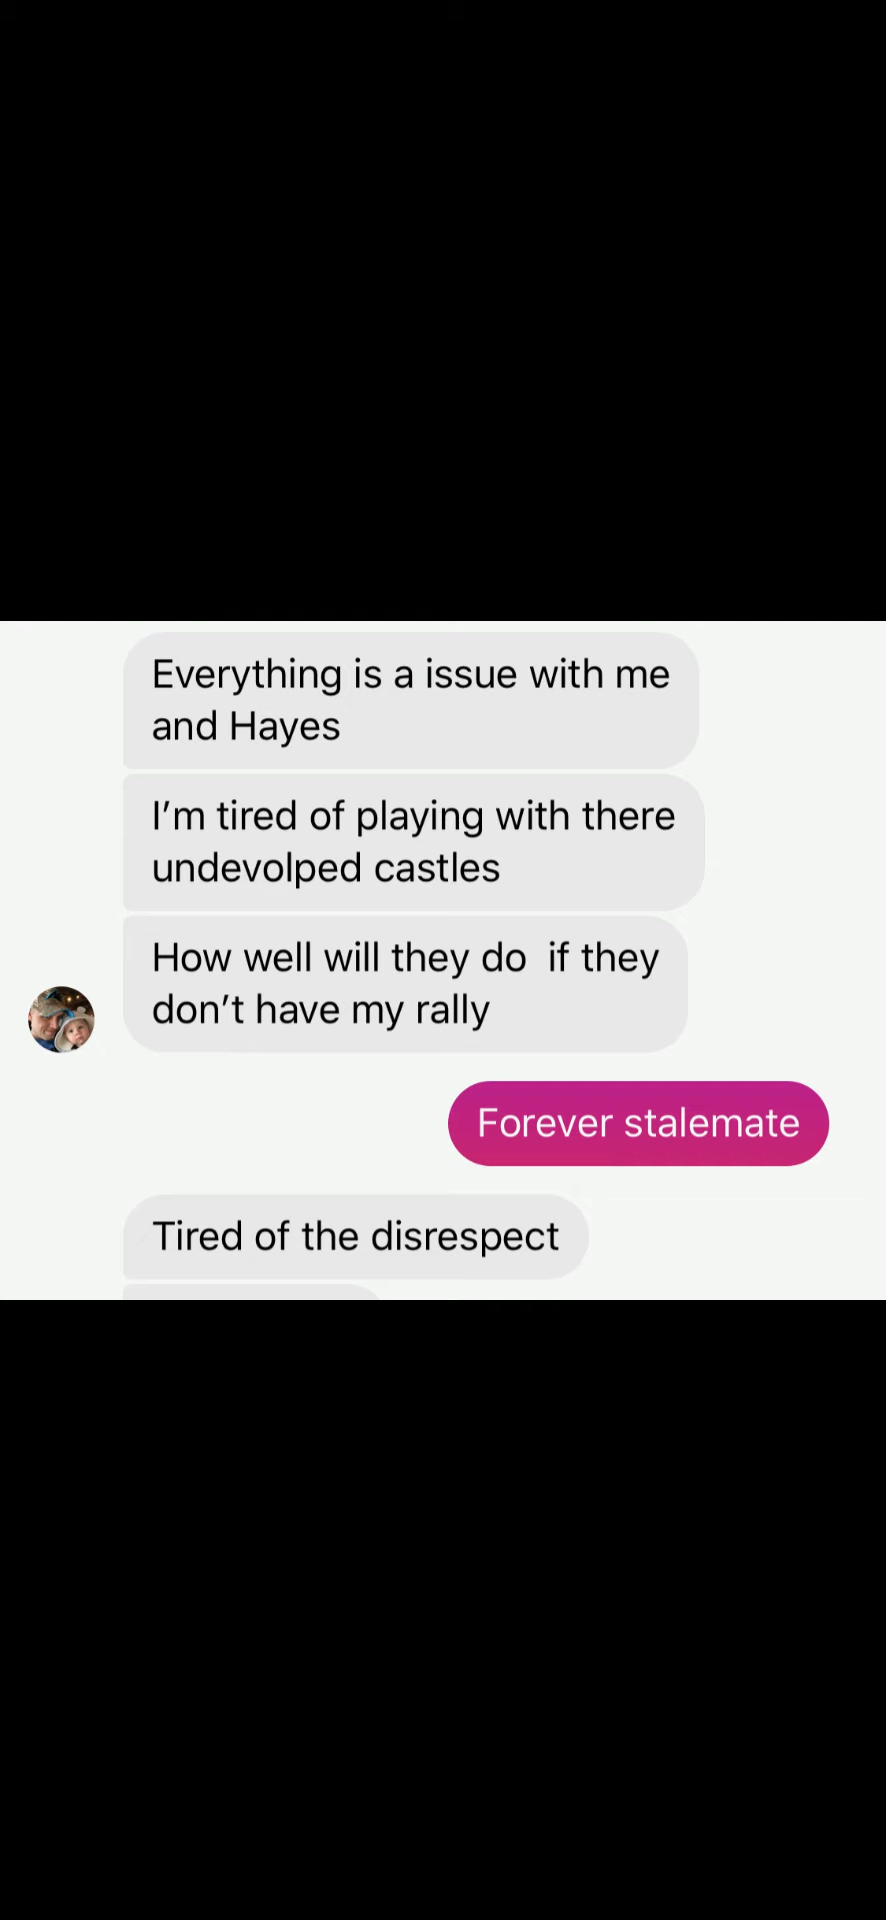 Everything is a issue with me
and Hayes
I'm tired of playing with there
undevolped castles
How well will they do  if they
don't have my rally
Forever stalemate
Tired of the disrespect